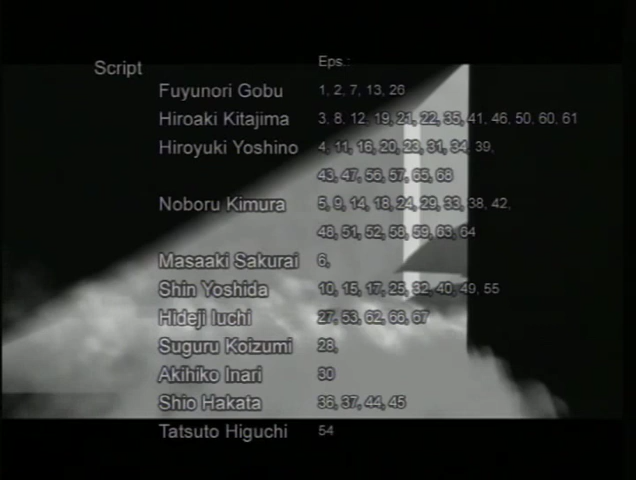 Script Eps.:
Fuyunori Gobu 1, 2, 7, 13, 26
Hiroaki Kitajima 3, 8, 12, 19, 21, 22, 35, 41, 46, 50, 60, 61
Hiroyuki Yoshino 4, 11, 16, 20, 23, 31, 34, 39,
43, 47, 56, 57, 65, 68
Noboru Kimura 5, 9, 14, 18, 24, 29, 33, 38, 42,
48, 51, 52, 58, 59, 63, 64
Masaaki Sakurai 6,
Shin Yoshida 10, 15, 17, 25, 32, 40, 49, 55
Hideji Iuchi 27, 53, 62, 66, 67
Suguru Koizumi 28,
Akihiko Inari 30
Shio Hakata 36, 37, 44, 45
Tatsuto Higuchi 54